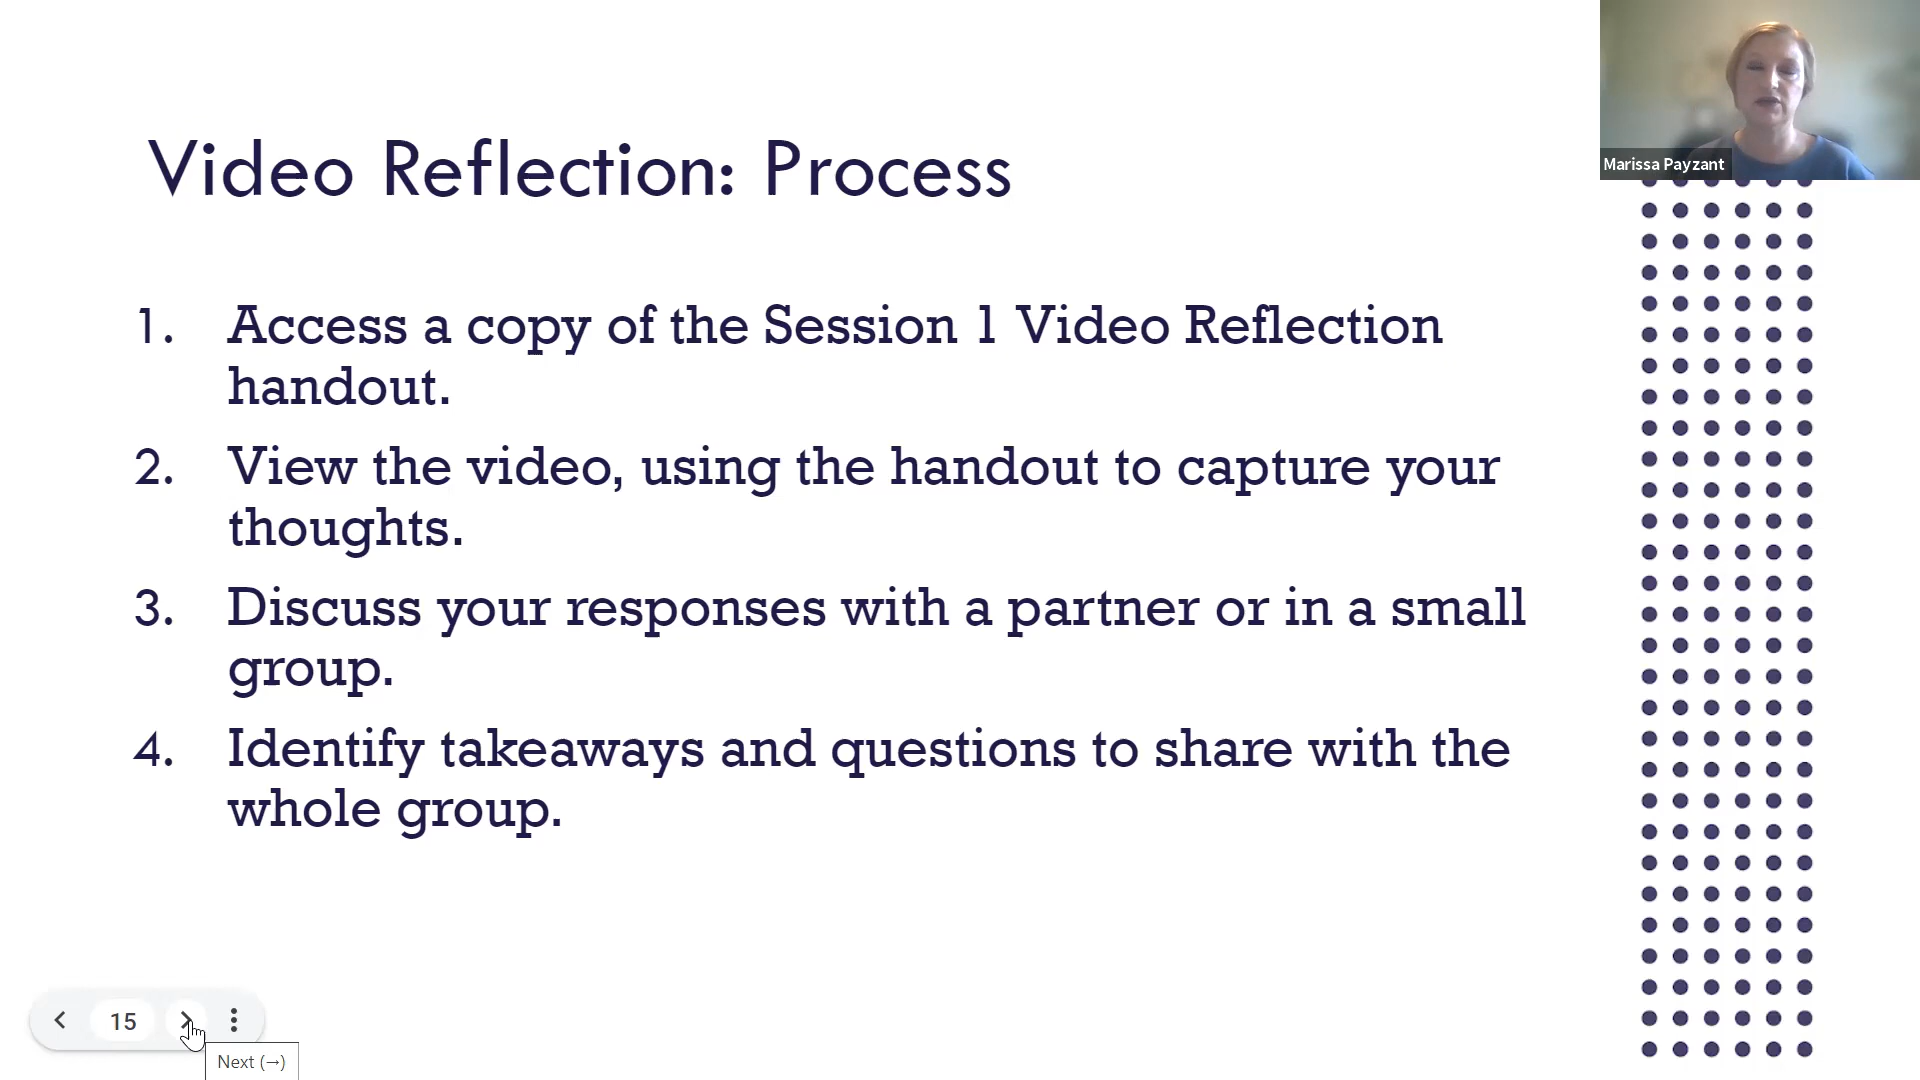 Marissa Payzant
Video Reflection: Process
1. Access a copy of the Session 1 Video Reflection
handout.
2. View the video, using the handout to capture your
thoughts.
3. Discuss your responses with a partner or in a small
group.
4. Identify takeaways and questions to share with the
whole group.
15
Next (→)